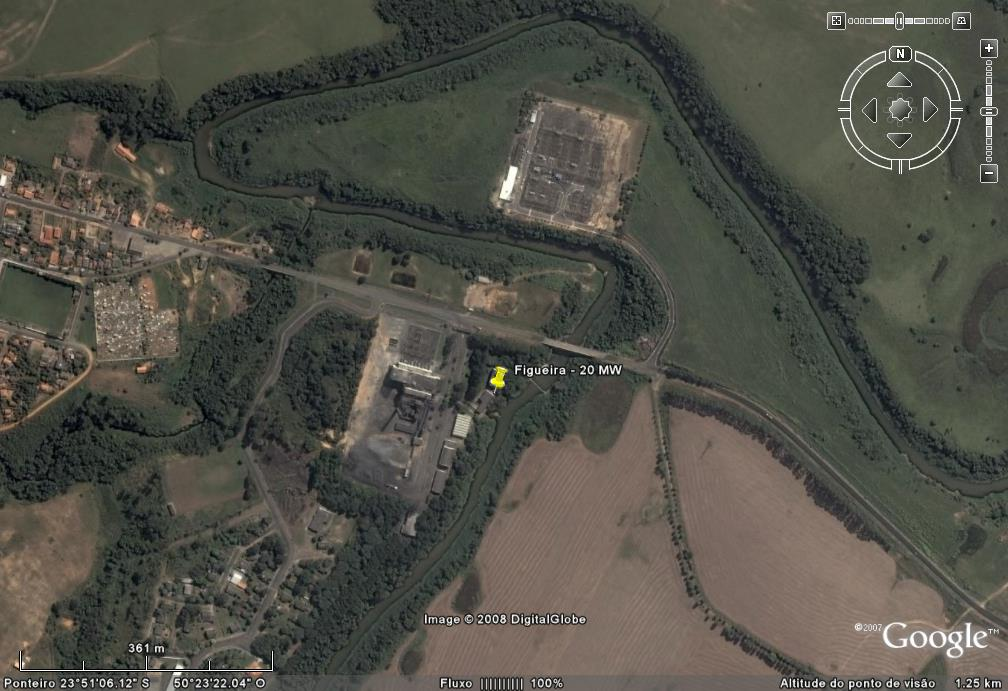 N
Figueira - 20 MW
Image © 2008 DigitalGlobe
©2007 Google™
361 m
Ponteiro 23°51'06.12" S 50°23'22.04" O Fluxo |||||||||| 100% Altitude do ponto de visão 1.25 km